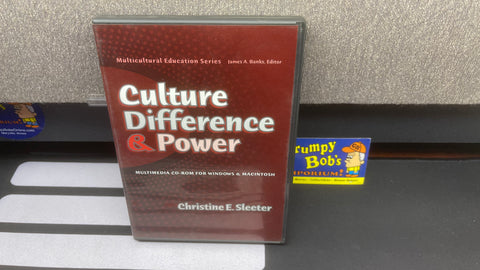 Multicultural Education Series James A. Banks, Editor
Culture
Difference
& Power
MULTIMEDIA CD-ROM FOR WINDOWS & MACINTOSH
Christine E. Sleeter
rumpy
Bob's
PORIUM!